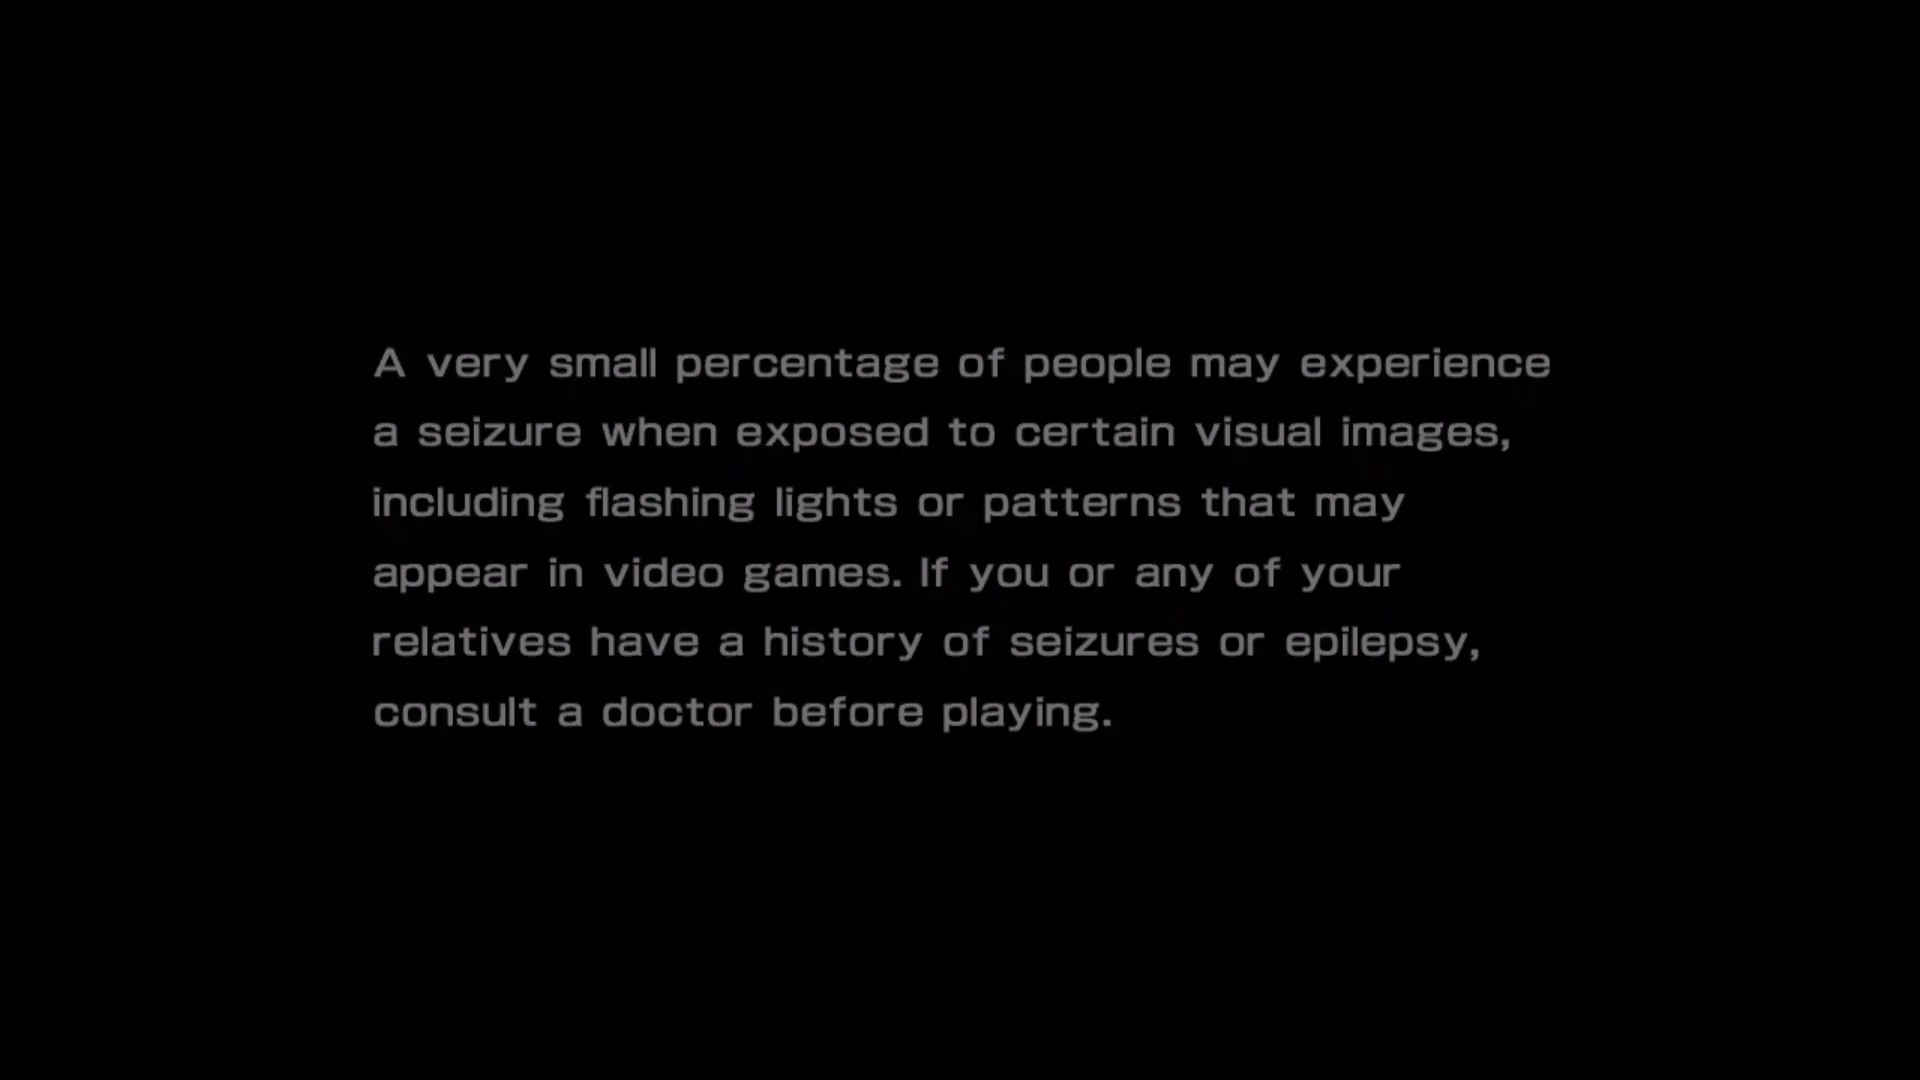 A very small percentage of people may experience
a seizure when exposed to certain visual images,
including flashing lights or patterns that may
appear in video games. If you or any of your
relatives have a history of seizures or epilepsy,
consult a doctor before playing.